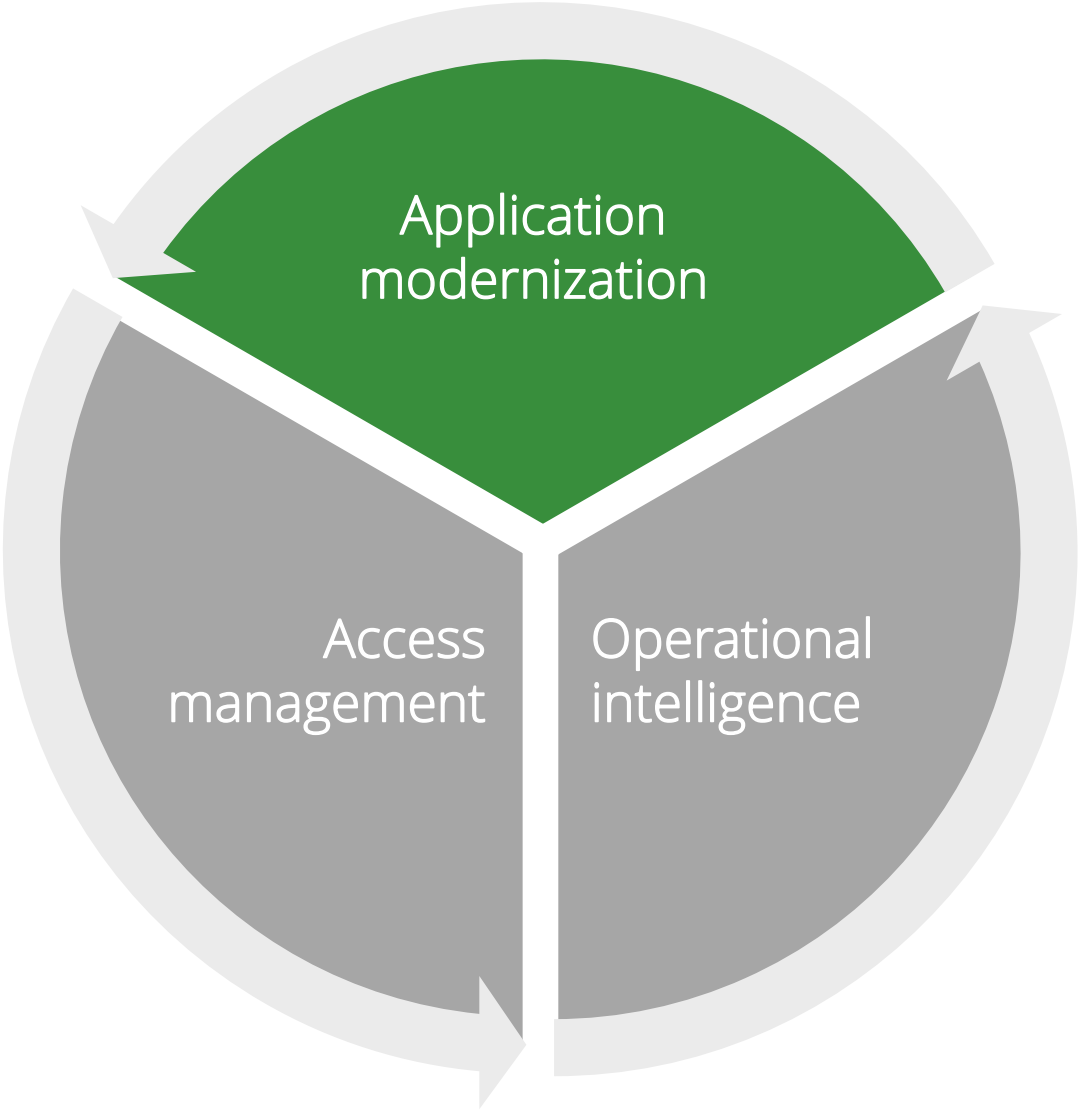 Application
modernization
Access
management
Operational
intelligence